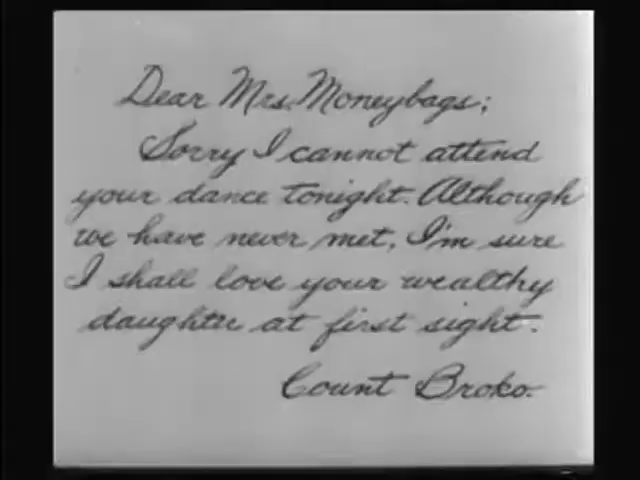 Dear Mrs. Moneybags;
Sorry I cannot attend
your dance tonight. Although
we have never met, I'm sure
I shall love your wealthy
daughter at first sight.
Count Broko.